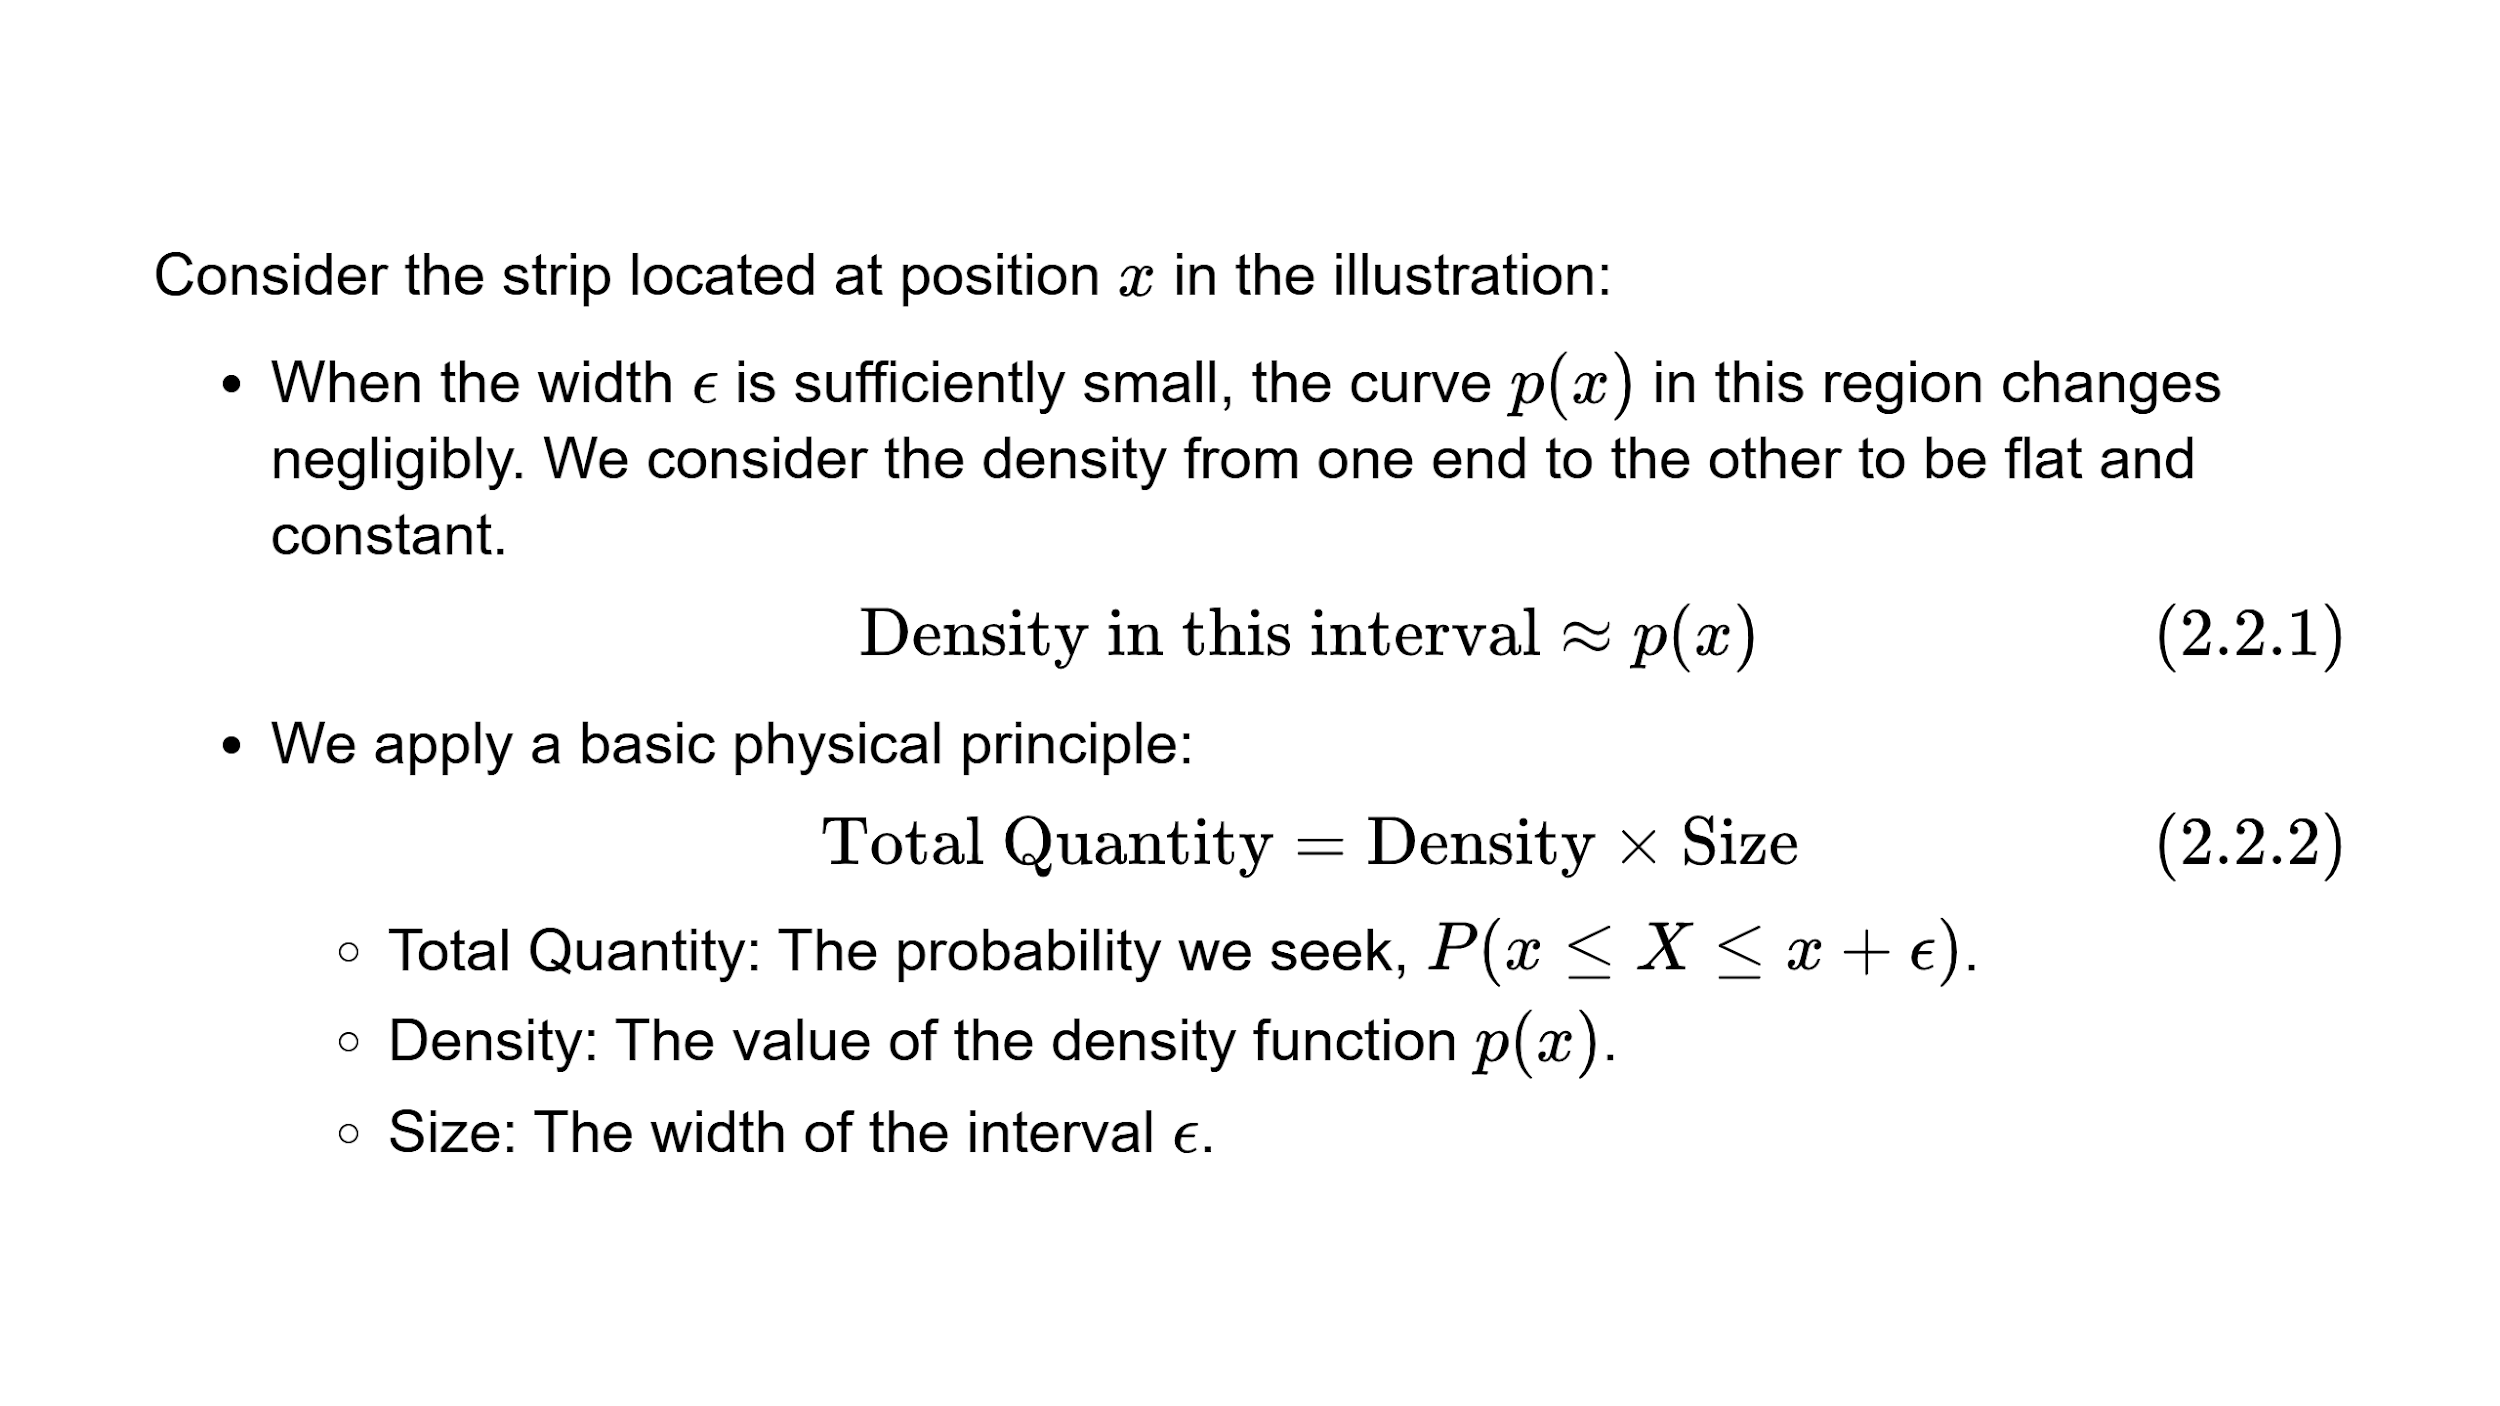 Consider the strip located at position x in the illustration:
• When the width ϵ is sufficiently small, the curve p(x) in this region changes
negligibly. We consider the density from one end to the other to be flat and
constant.
Density in this interval ≈ p(x) (2.2.1)
• We apply a basic physical principle:
Total Quantity = Density × Size (2.2.2)
◦ Total Quantity: The probability we seek, P(x ≤ X ≤ x + ϵ).
◦ Density: The value of the density function p(x).
◦ Size: The width of the interval ϵ.